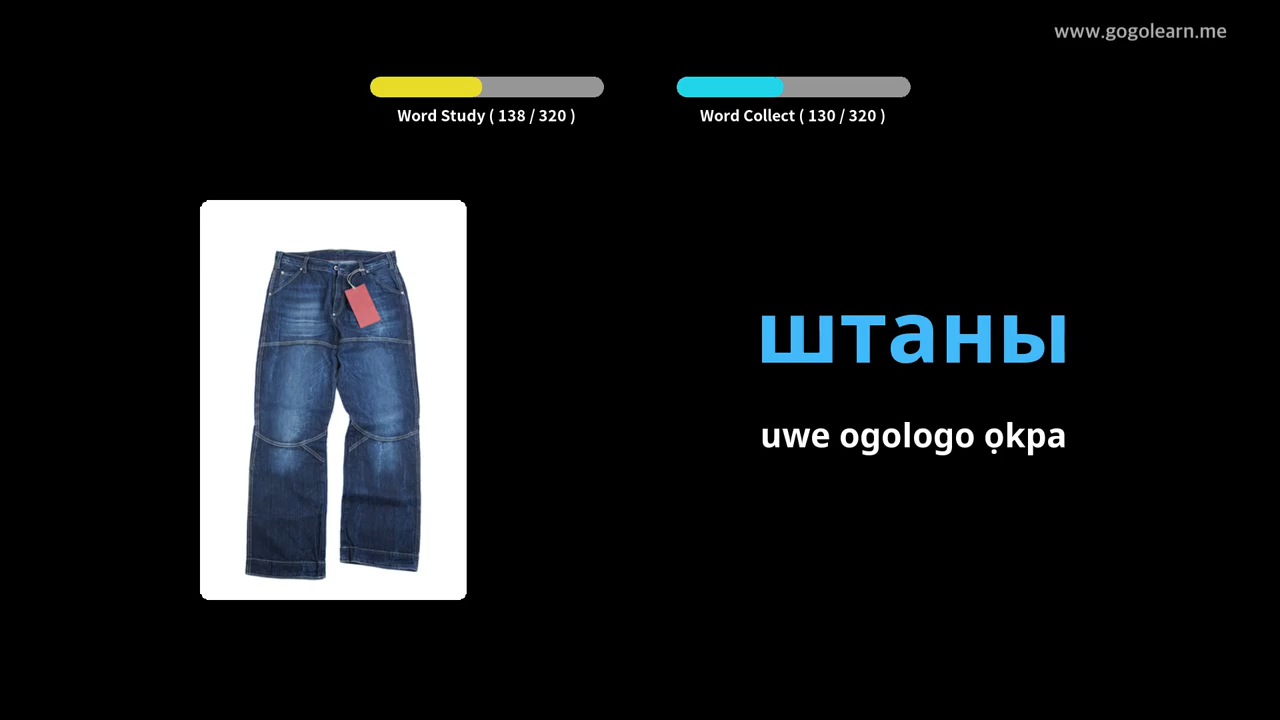 www.gogolearn.me
Word Study ( 138 / 320 )
Word Collect ( 130 / 320 )
штаны
uwe ogologo ọkpa